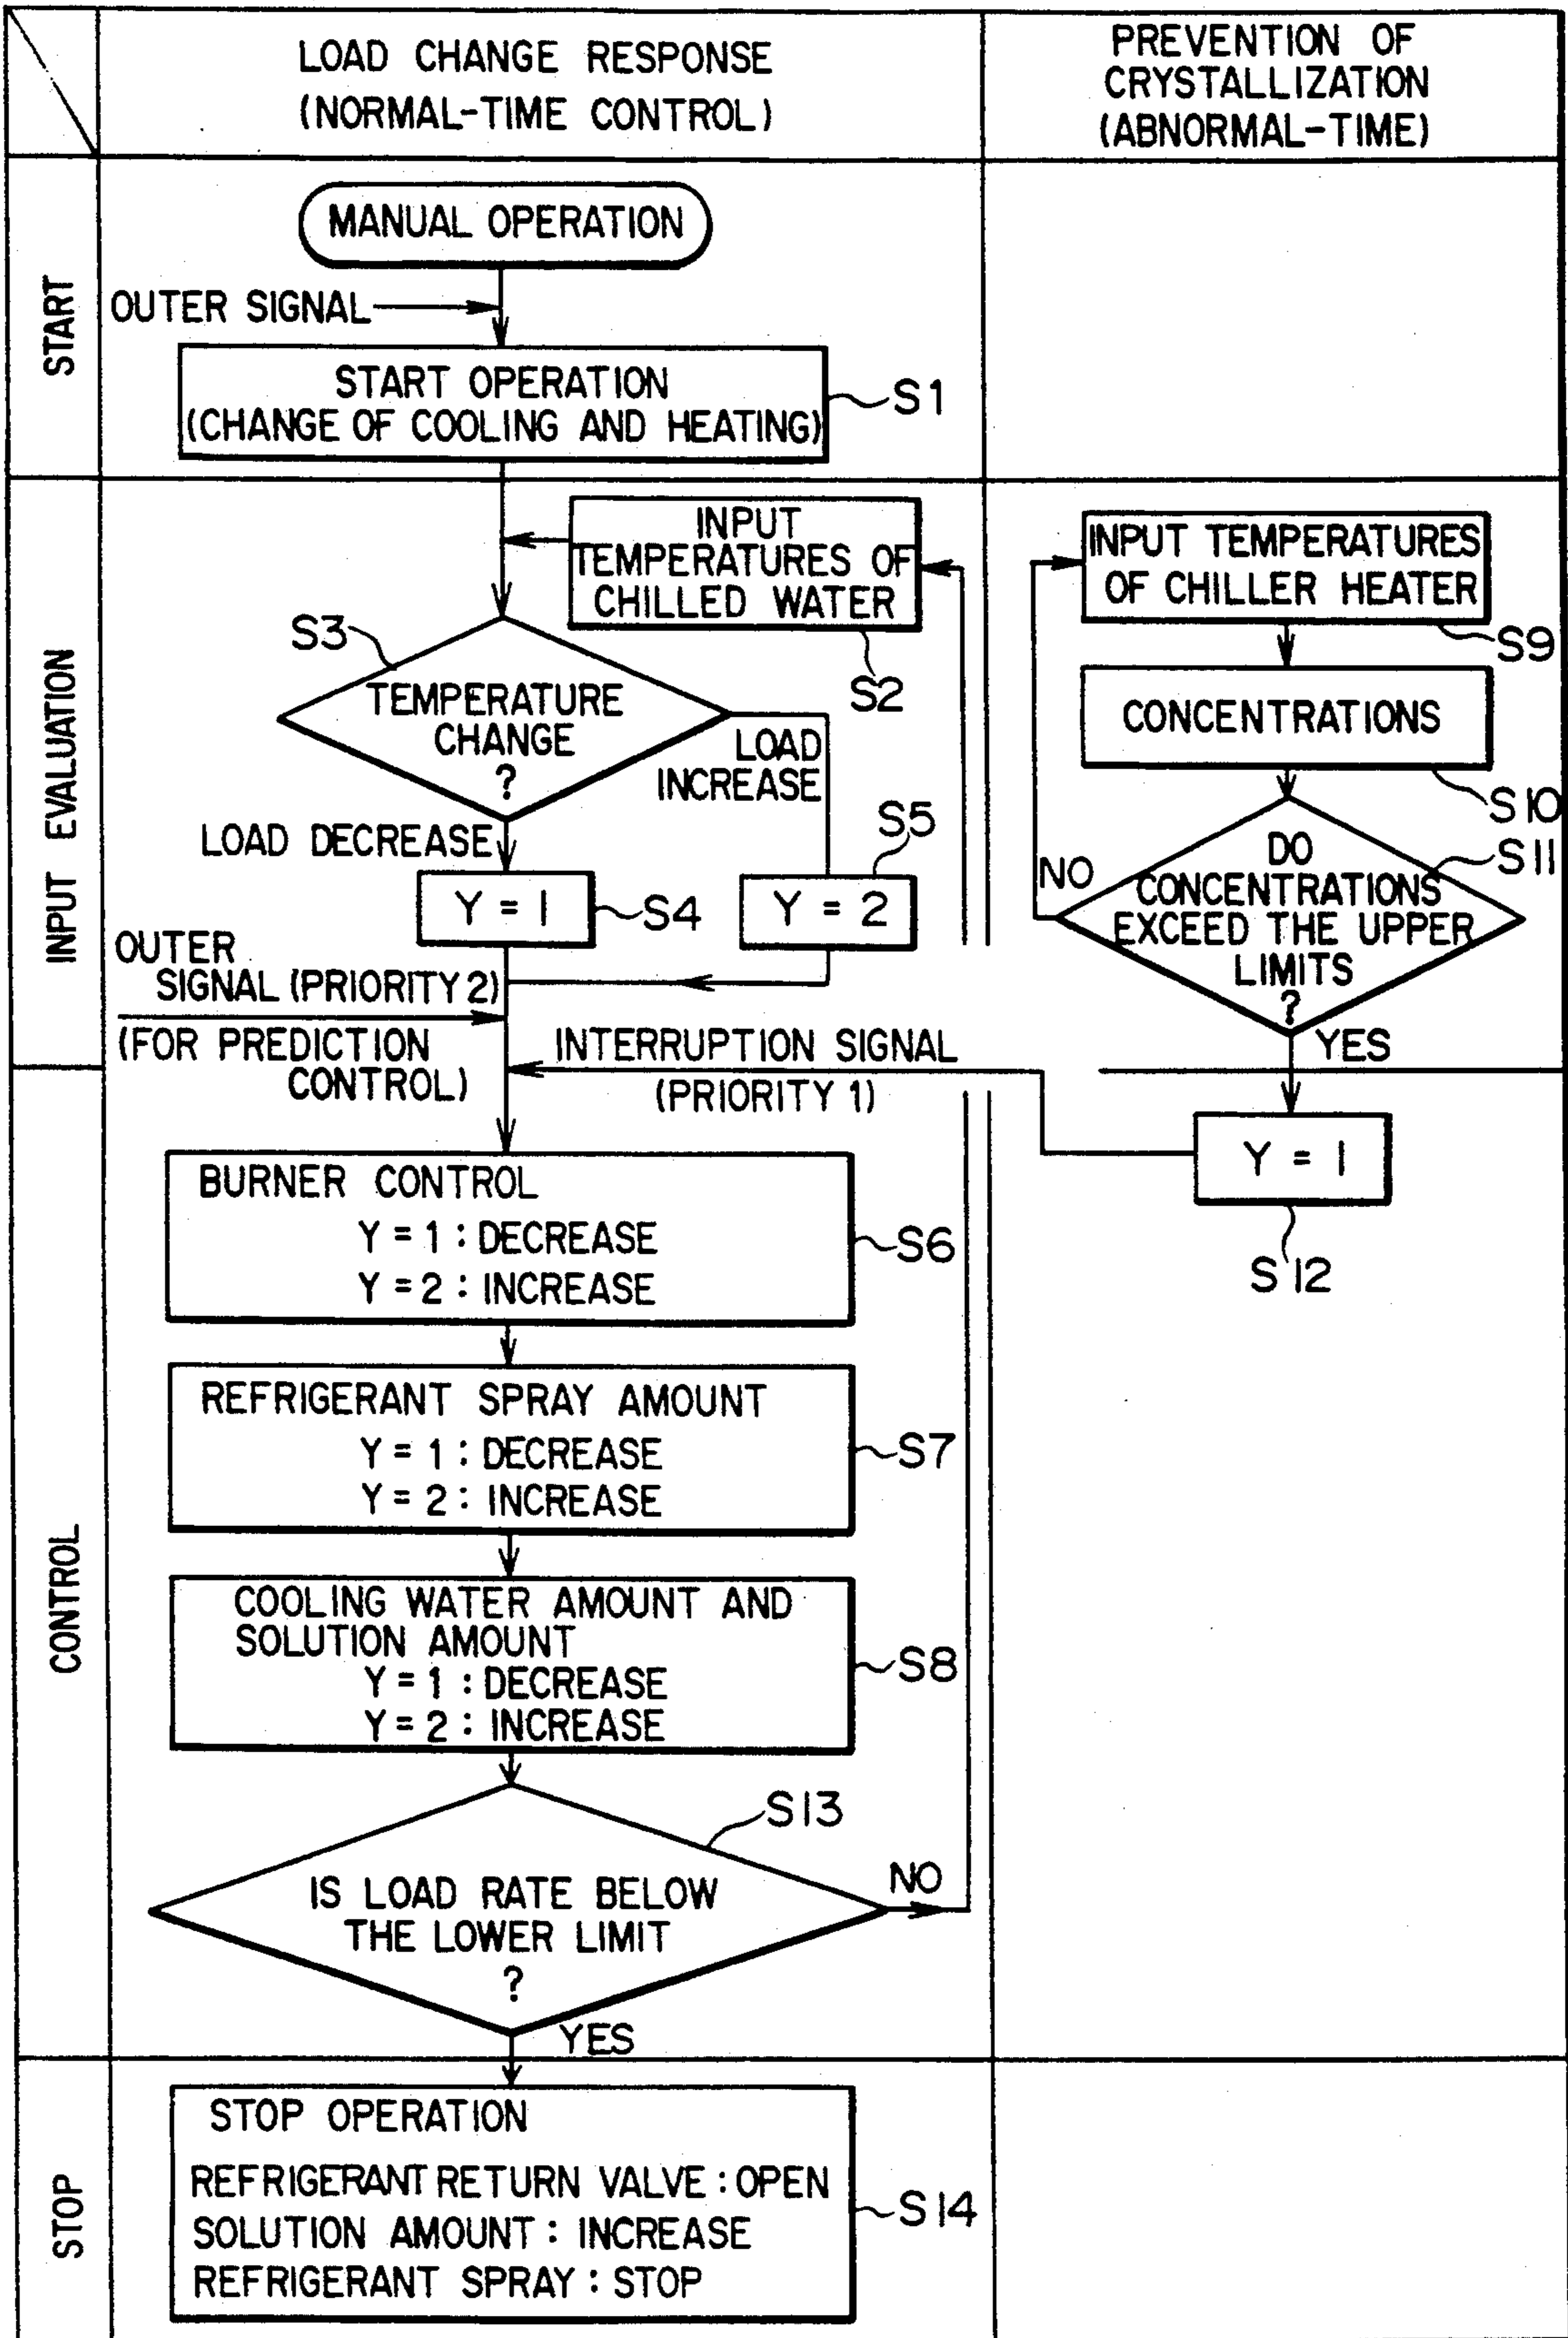 LOAD CHANGE RESPONSE
(NORMAL-TIME CONTROL)
PREVENTION OF
CRYSTALLIZATION
(ABNORMAL-TIME)
START
MANUAL OPERATION
OUTER SIGNAL
START OPERATION
(CHANGE OF COOLING AND HEATING)
S1
INPUT EVALUATION
INPUT
TEMPERATURES OF
CHILLED WATER
S2
S3
TEMPERATURE
CHANGE
?
LOAD
INCREASE
LOAD DECREASE
Y = 1
S4
S5
Y = 2
OUTER
SIGNAL (PRIORITY 2)
(FOR PREDICTION
CONTROL)
INTERRUPTION SIGNAL
(PRIORITY 1)
INPUT TEMPERATURES
OF CHILLER HEATER
S9
CONCENTRATIONS
S10
DO
CONCENTRATIONS
EXCEED THE UPPER
LIMITS
?
S11
NO
YES
Y = 1
S12
CONTROL
BURNER CONTROL
Y = 1 : DECREASE
Y = 2 : INCREASE
S6
REFRIGERANT SPRAY AMOUNT
Y = 1 : DECREASE
Y = 2 : INCREASE
S7
COOLING WATER AMOUNT AND
SOLUTION AMOUNT
Y = 1 : DECREASE
Y = 2 : INCREASE
S8
S13
IS LOAD RATE BELOW
THE LOWER LIMIT
?
NO
YES
STOP
STOP OPERATION
REFRIGERANT RETURN VALVE : OPEN
SOLUTION AMOUNT : INCREASE
REFRIGERANT SPRAY : STOP
S14